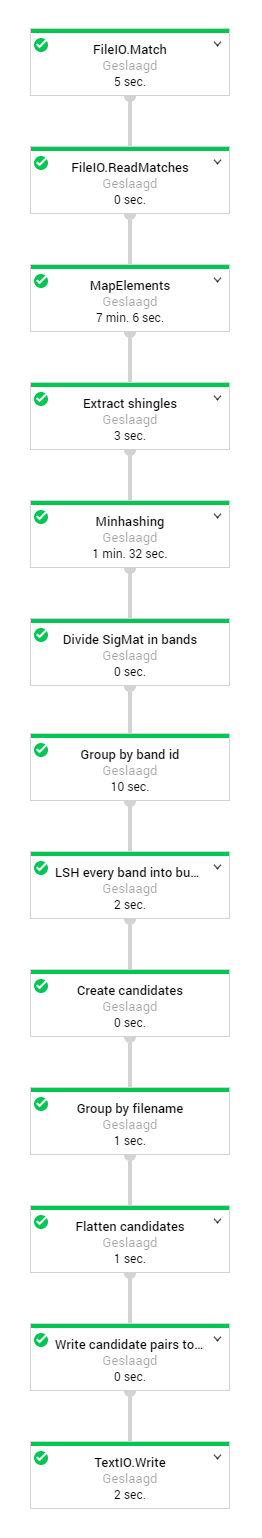 FileIO.Match
Geslaagd
5 sec.
FileIO.ReadMatches
Geslaagd
0 sec.
MapElements
Geslaagd
7 min. 6 sec.
Extract shingles
Geslaagd
3 sec.
Minhashing
Geslaagd
1 min. 32 sec.
Divide SigMat in bands
Geslaagd
0 sec.
Group by band id
Geslaagd
10 sec.
LSH every band into bu...
Geslaagd
2 sec.
Create candidates
Geslaagd
0 sec.
Group by filename
Geslaagd
1 sec.
Flatten candidates
Geslaagd
1 sec.
Write candidate pairs to...
Geslaagd
0 sec.
TextIO.Write
Geslaagd
2 sec.